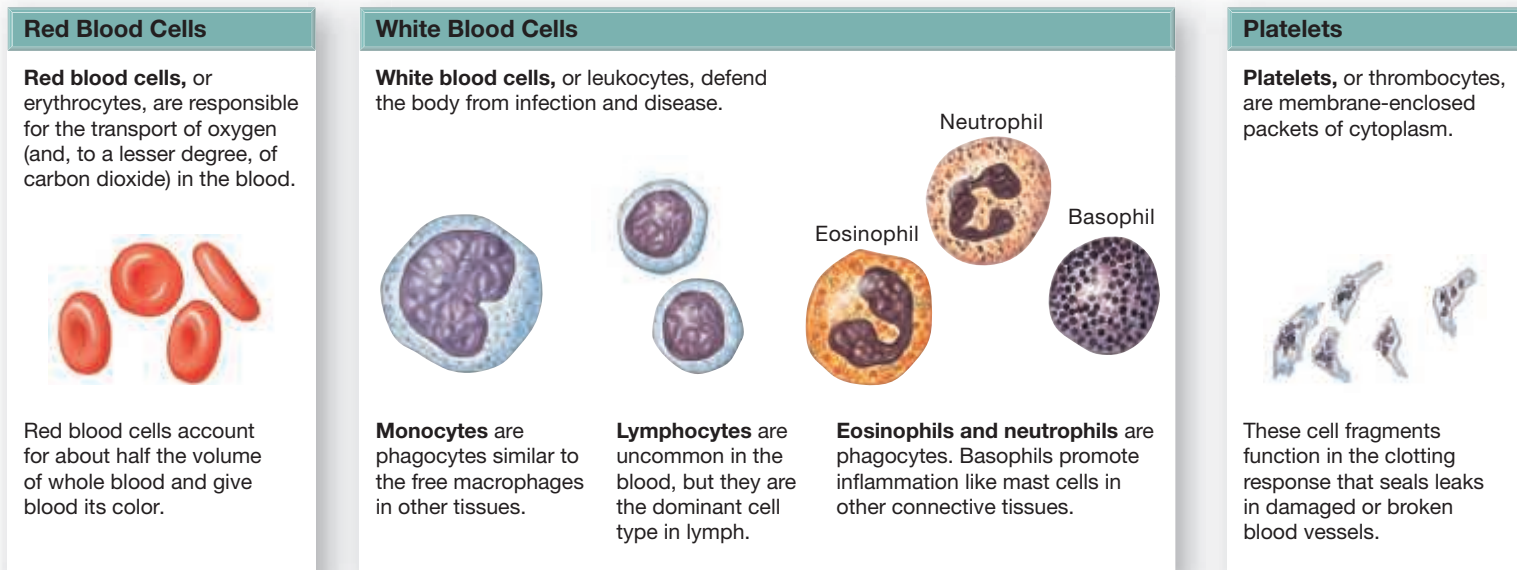 Red Blood Cells
Red blood cells, or
erythrocytes, are responsible
for the transport of oxygen
(and, to a lesser degree, of
carbon dioxide) in the blood.
Red blood cells account
for about half the volume
of whole blood and give
blood its color.
White Blood Cells
White blood cells, or leukocytes, defend
the body from infection and disease.
Neutrophil
Eosinophil
Basophil
Monocytes are
phagocytes similar to
the free macrophages
in other tissues.
Lymphocytes are
uncommon in the
blood, but they are
the dominant cell
type in lymph.
Eosinophils and neutrophils are
phagocytes. Basophils promote
inflammation like mast cells in
other connective tissues.
Platelets
Platelets, or thrombocytes,
are membrane-enclosed
packets of cytoplasm.
These cell fragments
function in the clotting
response that seals leaks
in damaged or broken
blood vessels.